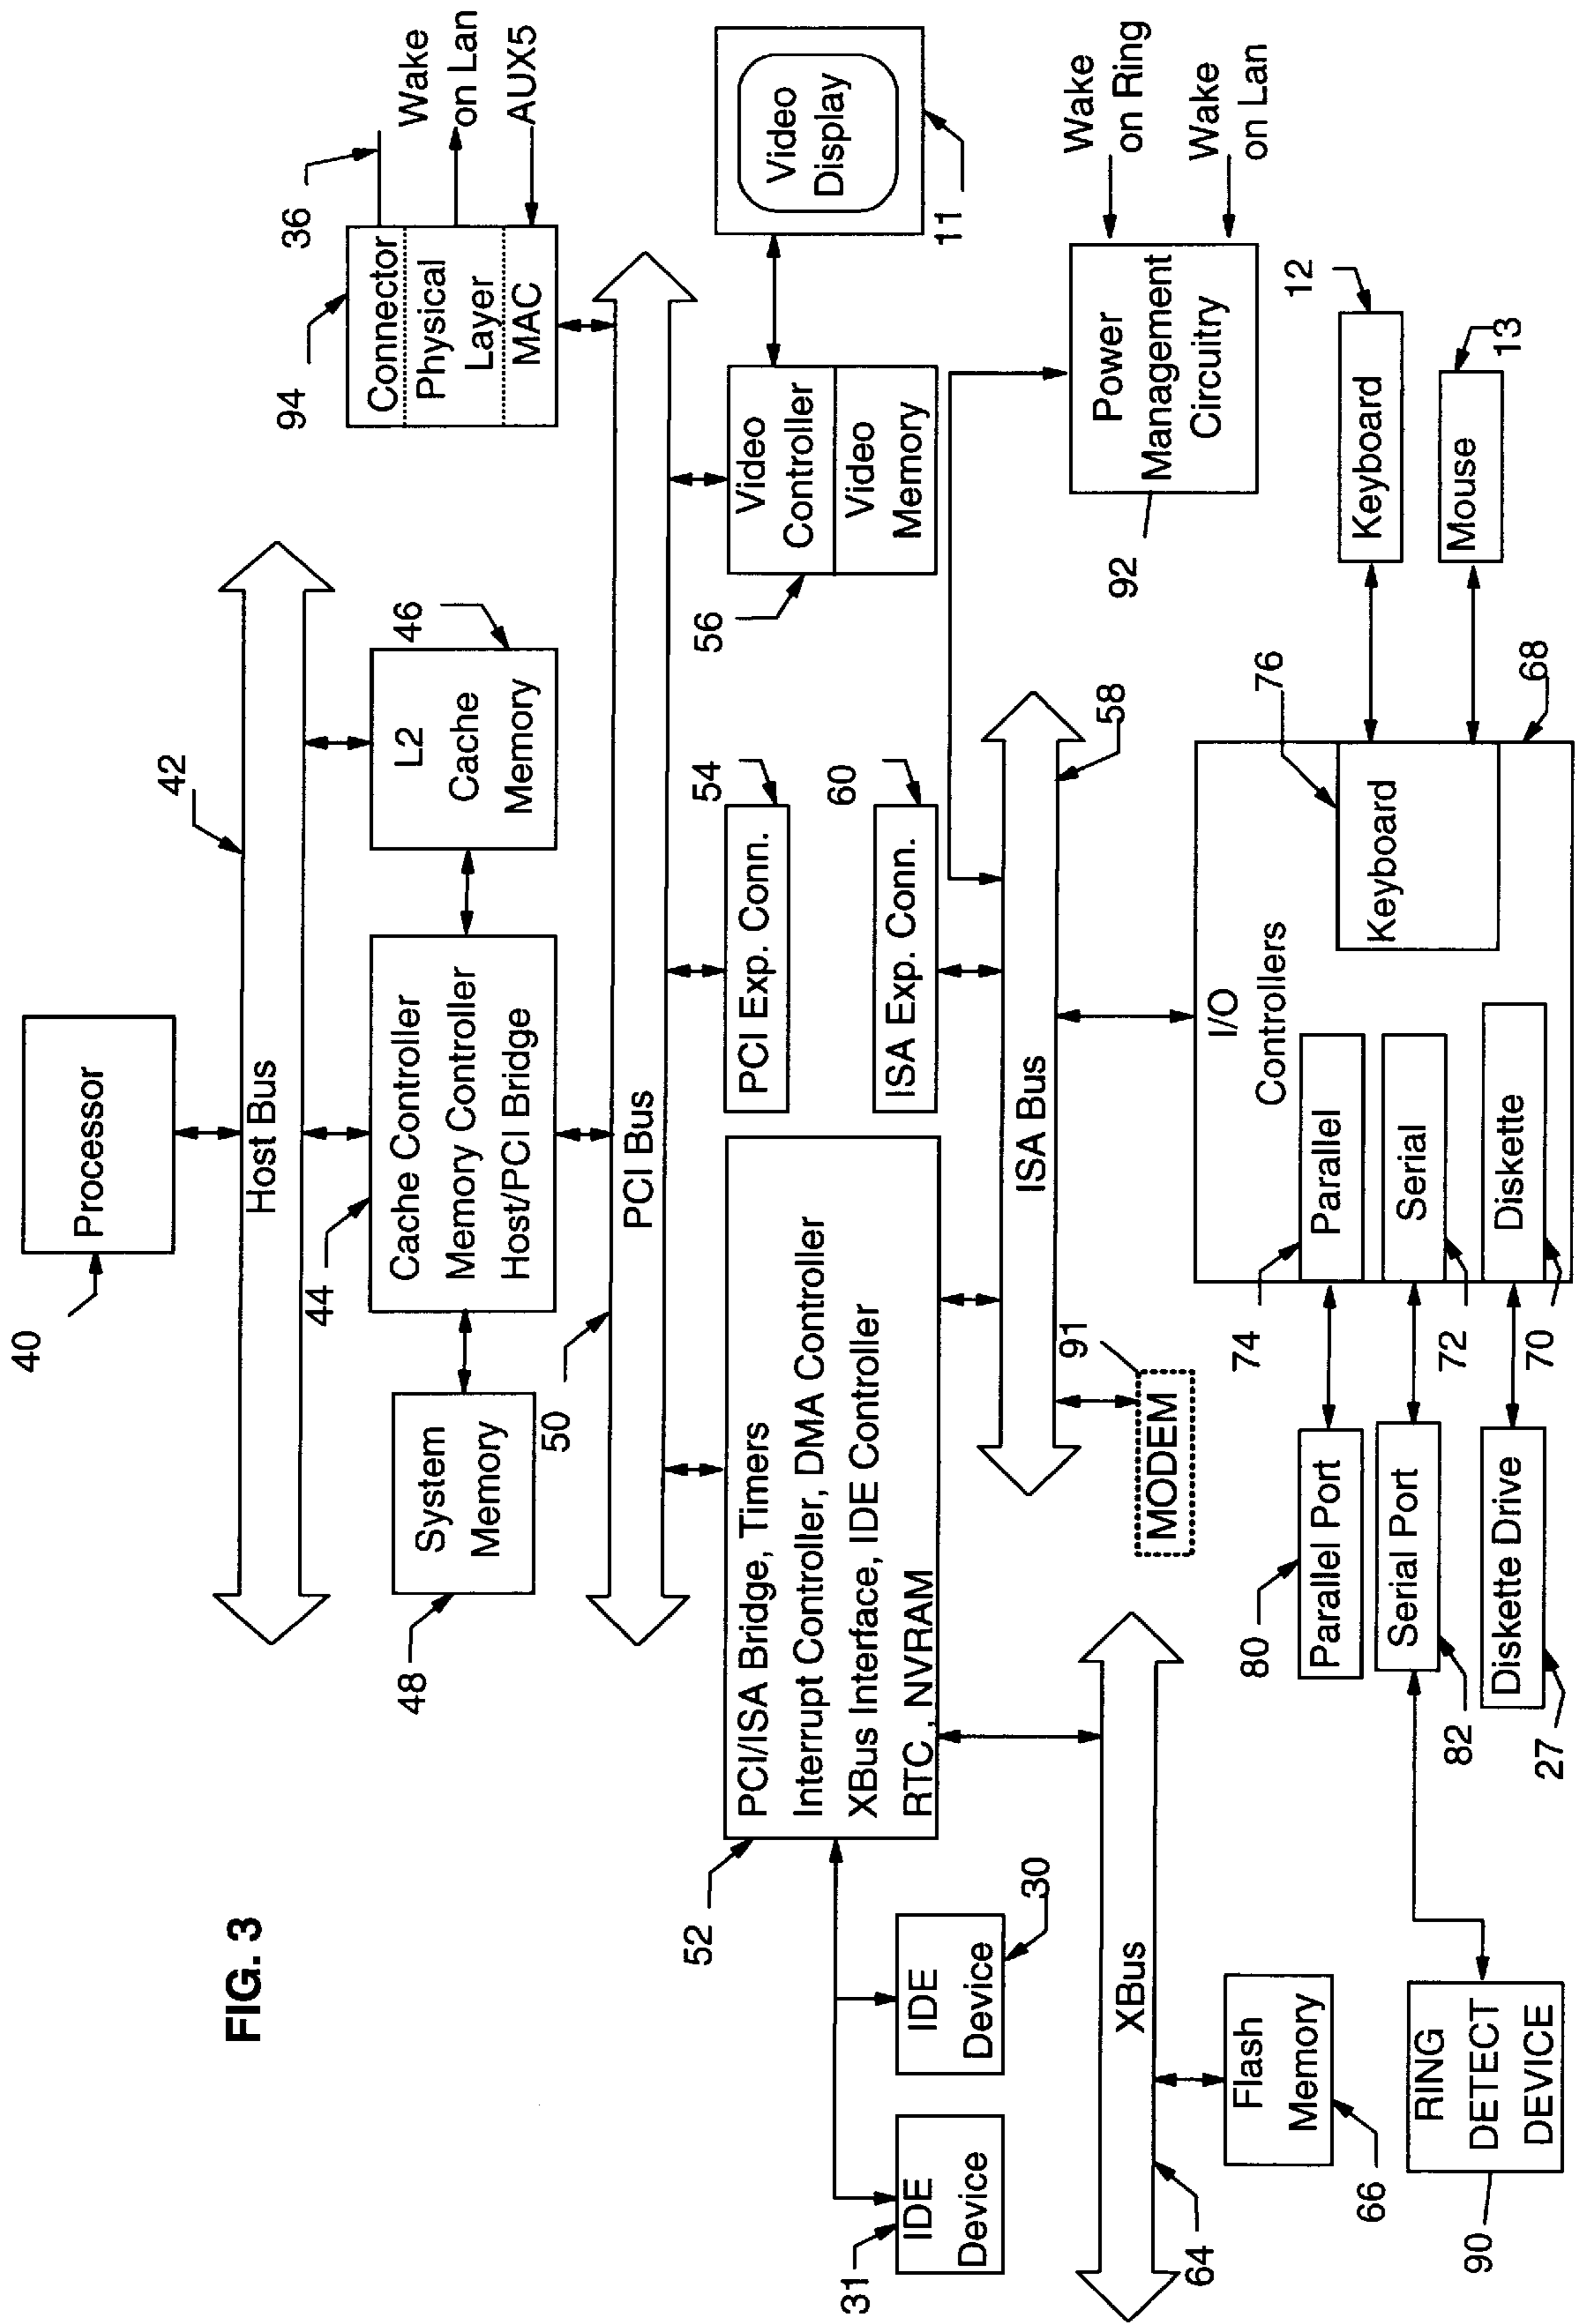 FIG. 3
40
Processor
42
Host Bus
36
94
Connector
Physical
Layer
MAC
Wake
on Lan
AUX5
48
System
Memory
44
Cache Controller
Memory Controller
Host/PCI Bridge
46
L2
Cache
Memory
50
PCI Bus
52
PCI/ISA Bridge, Timers
Interrupt Controller, DMA Controller
XBus Interface, IDE Controller
RTC , NVRAM
54
PCI Exp. Conn.
60
ISA Exp. Conn.
56
Video
Controller
Video
Memory
Video
Display
11
31
IDE
Device
30
IDE
Device
ISA Bus
58
Power
Management
Circuitry
92
Wake
on Ring
Wake
on Lan
91
MODEM
XBus
64
Flash
Memory
66
I/O
Controllers
68
74
Parallel
72
Serial
70
Diskette
76
Keyboard
12
Keyboard
13
Mouse
80
Parallel Port
82
Serial Port
27
Diskette Drive
90
RING
DETECT
DEVICE